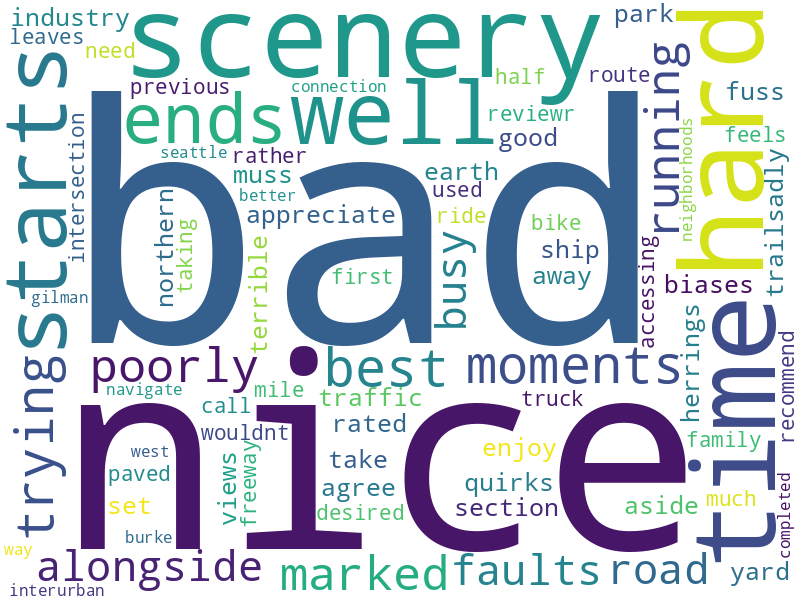 industry
scenery
park
hard
leaves
need
previous
connection
half
route
running
fuss
starts
ends
well
reviewr
good
feels
intersection
seattle
rather
muss
better
earth
used
neighborhoods
trailsadly
bad
northern
taking
appreciate
ride
bike
ship
busy
terrible
first
away
accessing
biases
gilman
time
herrings
recommend
trying
poorly
best
moments
navigate
mile
traffic
truck
nice
call
wouldnt
rated
enjoy
family
west
paved
views
freeway
take
agree
quirks
set
desired
section
aside
much
completed
burke
way
alongside
marked
faults
road
yard
interurban